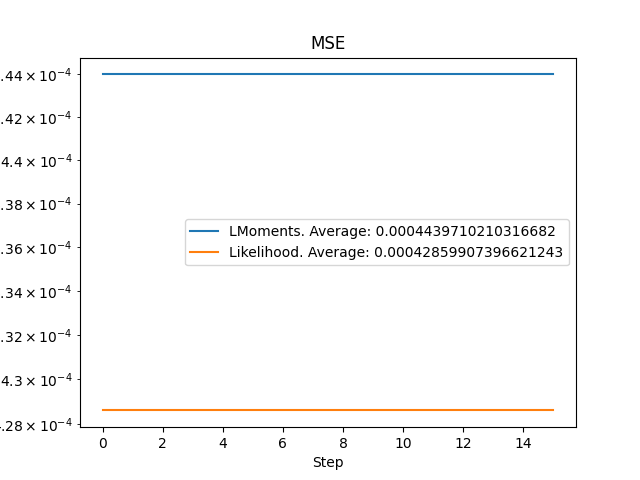 MSE
.44 × 10⁻⁴
.42 × 10⁻⁴
4.4 × 10⁻⁴
.38 × 10⁻⁴
.36 × 10⁻⁴
.34 × 10⁻⁴
.32 × 10⁻⁴
4.3 × 10⁻⁴
.28 × 10⁻⁴
LMoments. Average: 0.0004439710210316682
Likelihood. Average: 0.00042859907396621243
0 2 4 6 8 10 12 14
Step